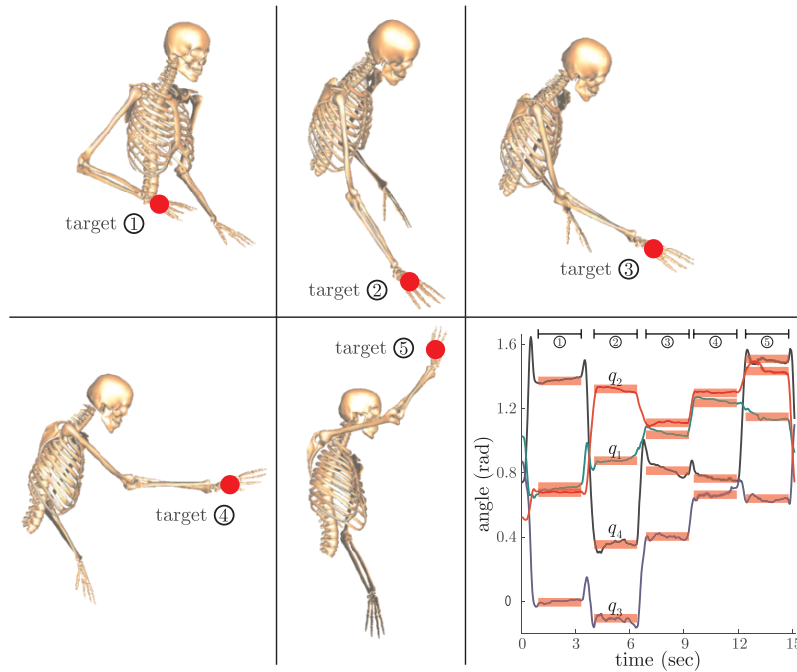 target ①
target ②
target ③
target ④
target ⑤
① ② ③ ④ ⑤
1.6
1.2
0.8
0.4
0
angle (rad)
q₂
q₁
q₄
q₃
0 3 6 9 12 15
time (sec)